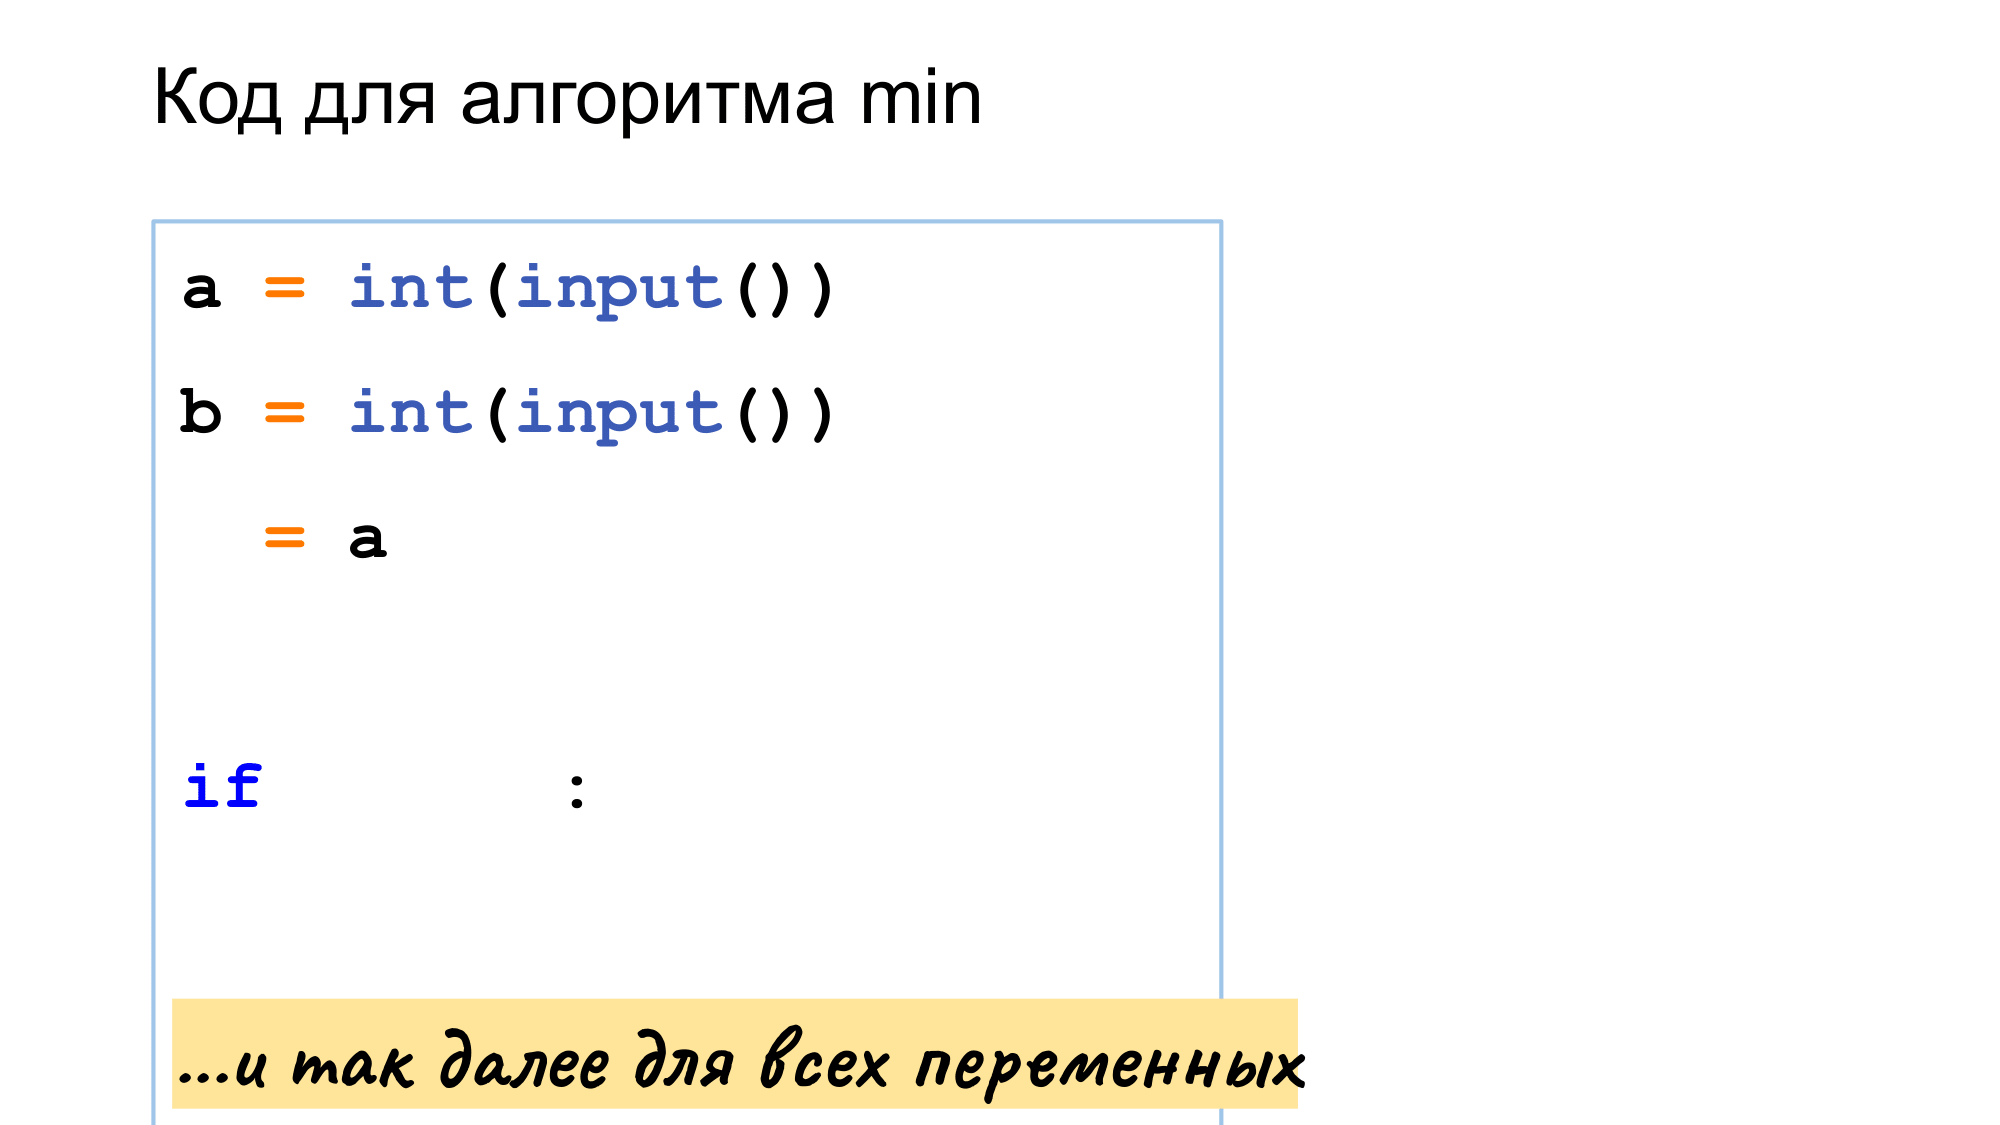 Код для алгоритма min
a = int(input())
b = int(input())
= a
if :
...и так далее для всех переменных